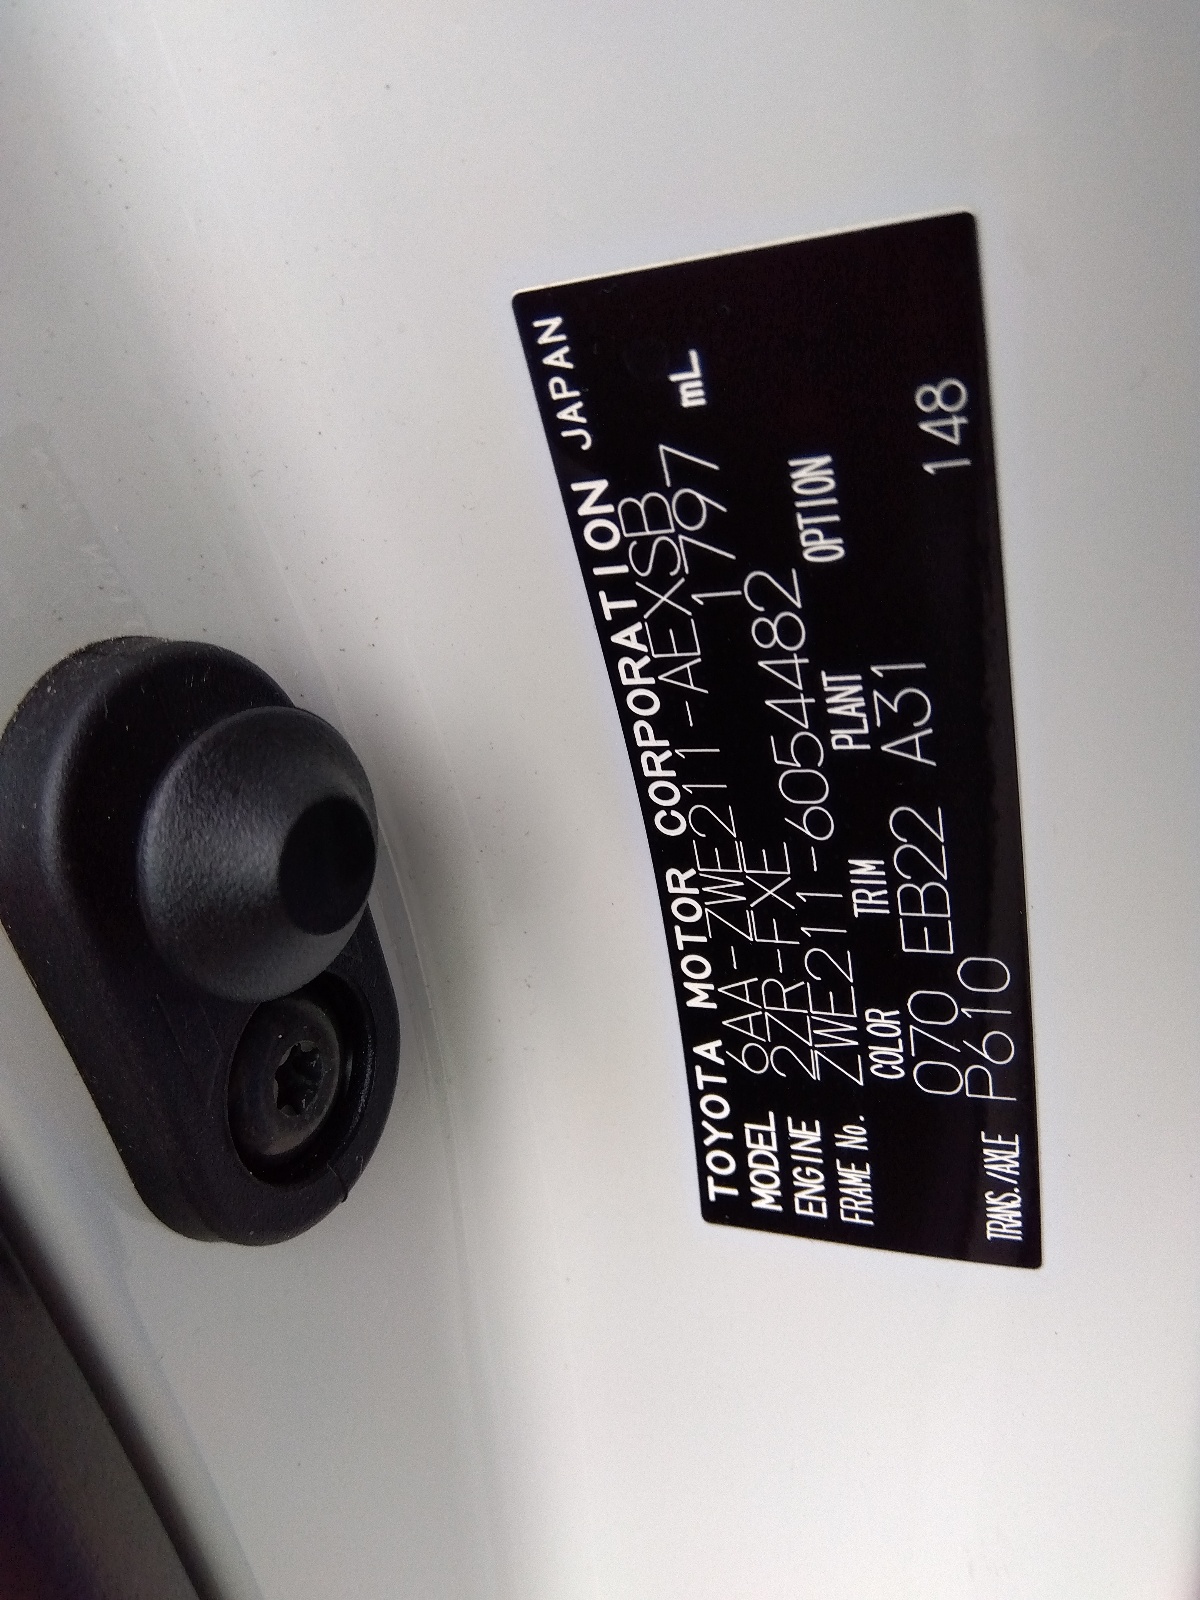 TOYOTA MOTOR CORPORATION JAPAN
MODEL 6AA-ZWE211-AEXSB
ENGINE 2ZR-FXE 1797 mL
FRAME No. ZWE211-6054482
COLOR TRIM PLANT OPTION
070 EB22 A31 148
TRANS./AXLE P610